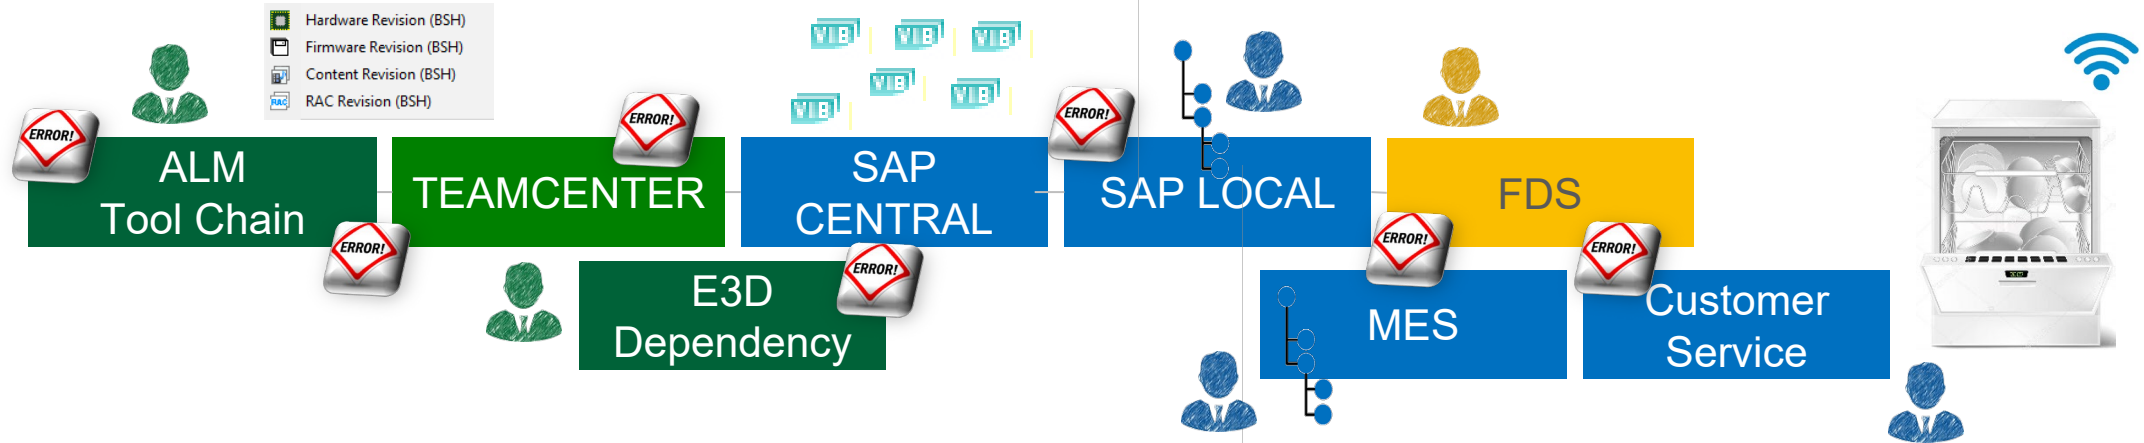 Hardware Revision (BSH)
Firmware Revision (BSH)
Content Revision (BSH)
RAC
RAC Revision (BSH)
VIB
VIB
VIB
VIB
VIB
VIB
ERROR!
ERROR!
ERROR!
ALM
Tool Chain
TEAMCENTER
SAP
CENTRAL
SAP LOCAL
FDS
ERROR!
ERROR!
ERROR!
ERROR!
E3D
Dependency
MES
Customer
Service